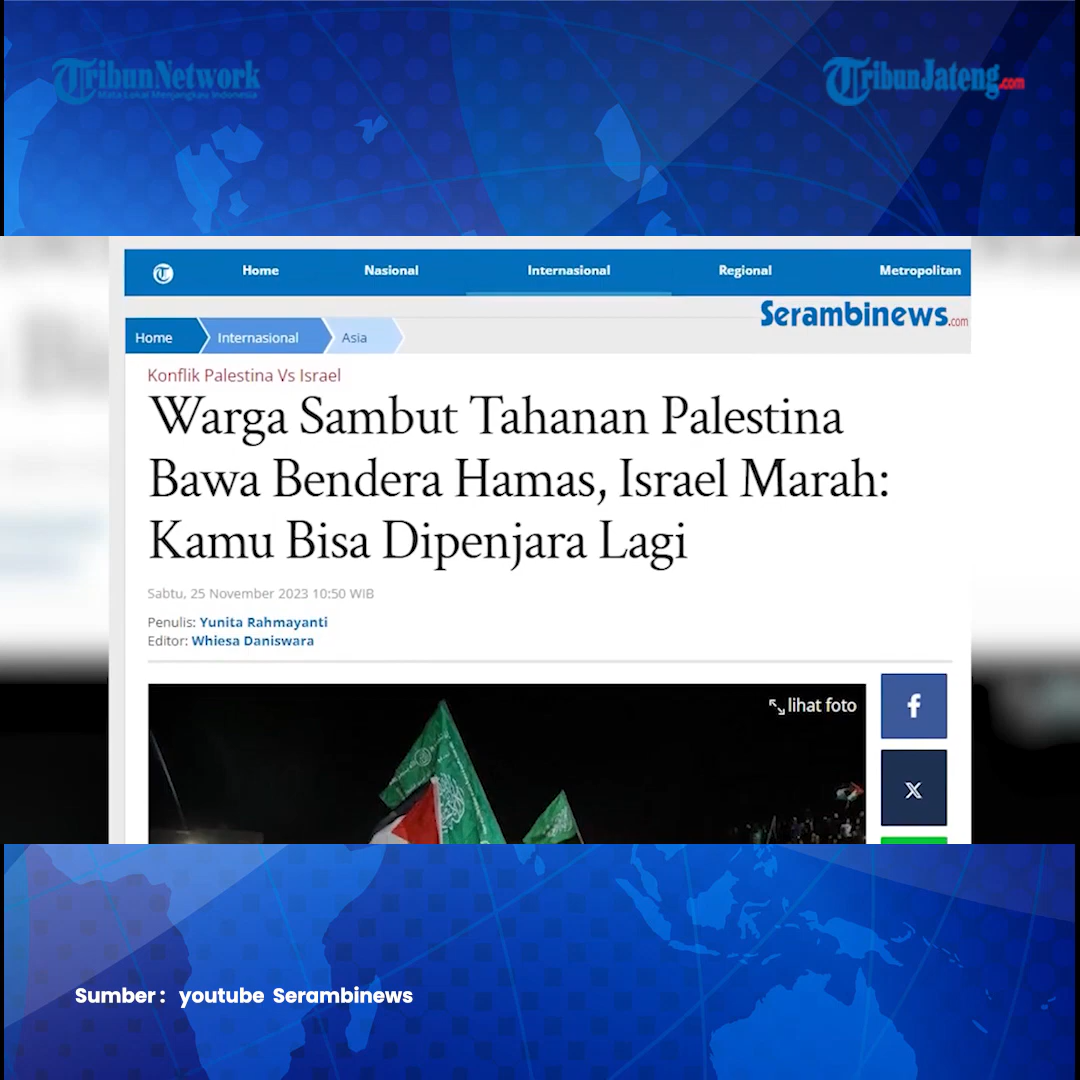 TribunNetwork
Mata Lokal Menjangkau Indonesia
TribunJateng.com
Home Nasional Internasional Regional Metropolitan
Serambinews.com
Home Internasional Asia
Konflik Palestina Vs Israel
Warga Sambut Tahanan Palestina
Bawa Bendera Hamas, Israel Marah:
Kamu Bisa Dipenjara Lagi
Sabtu, 25 November 2023 10:50 WIB
Penulis: Yunita Rahmayanti
Editor: Whiesa Daniswara
lihat foto
Sumber : youtube Serambinews